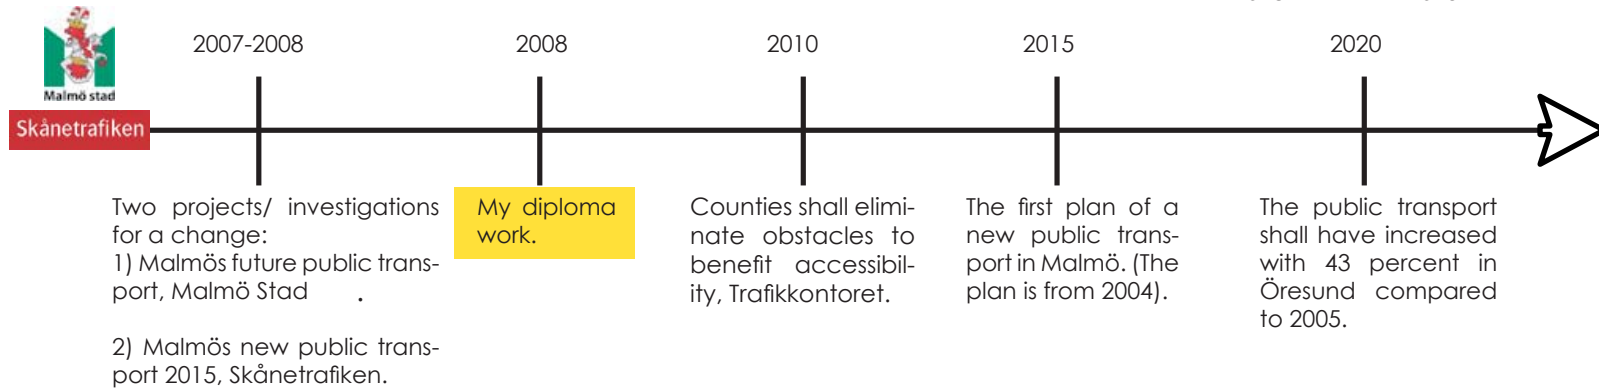 Malmö stad
Skånetrafiken
2007-2008
2008
2010
2015
2020
Two projects/ investigations
for a change:
1) Malmös future public trans-
port, Malmö Stad .
2) Malmös new public trans-
port 2015, Skånetrafiken.
My diploma
work.
Counties shall elimi-
nate obstacles to
benefit accessibil-
ity, Trafikkontoret.
The first plan of a
new public trans-
port in Malmö. (The
plan is from 2004).
The public transport
shall have increased
with 43 percent in
Öresund compared
to 2005.